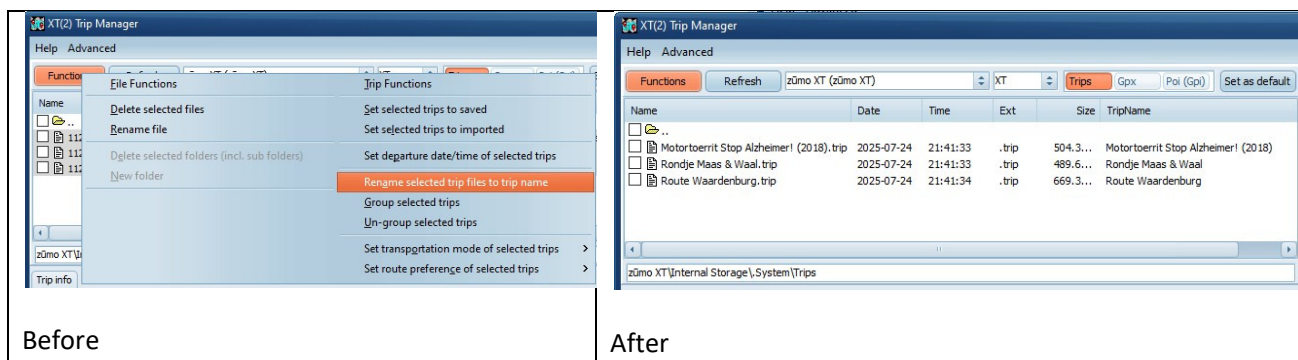 XT(2) Trip Manager
Help Advanced
Functio
Name
File Functions
Delete selected files
Rename file
Delete selected folders (incl. sub folders)
New folder
Trip Functions
Set selected trips to saved
Set selected trips to imported
Set departure date/time of selected trips
Rename selected trip files to trip name
Group selected trips
Un-group selected trips
Set transportation mode of selected trips >
Set route preference of selected trips >
..
112
112
112
zūmo XT\I
Trip info
Before
XT(2) Trip Manager
Help Advanced
Functions Refresh zūmo XT (zūmo XT) XT Trips Gpx Poi (Gpi) Set as default
Name Date Time Ext Size TripName
..
Motortoerrit Stop Alzheimer! (2018).trip 2025-07-24 21:41:33 .trip 504.3... Motortoerrit Stop Alzheimer! (2018)
Rondje Maas & Waal.trip 2025-07-24 21:41:33 .trip 489.6... Rondje Maas & Waal
Route Waardenburg.trip 2025-07-24 21:41:34 .trip 669.3... Route Waardenburg
zūmo XT\Internal Storage\.System\Trips
After